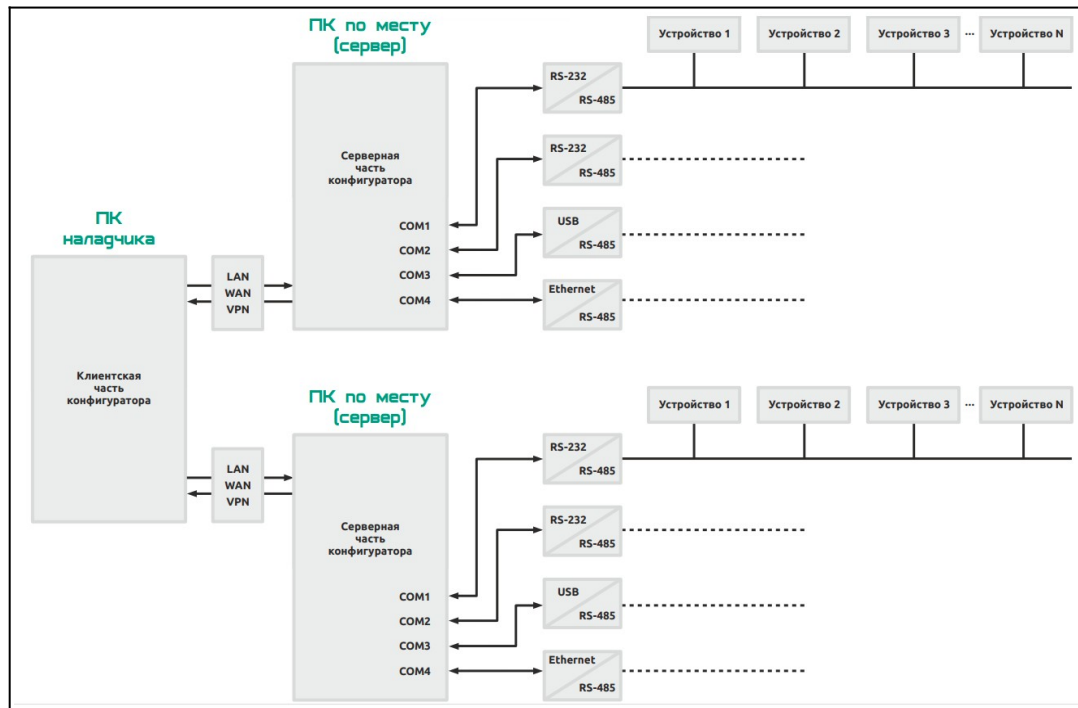 ПК по месту
(сервер)
Устройство 1
Устройство 2
Устройство 3
...
Устройство N
RS-232
RS-485
Серверная
часть
конфигуратора
RS-232
RS-485
COM1
COM2
COM3
COM4
USB
RS-485
Ethernet
RS-485
ПК
наладчика
LAN
WAN
VPN
Клиентская
часть
конфигуратора
ПК по месту
(сервер)
Устройство 1
Устройство 2
Устройство 3
...
Устройство N
RS-232
RS-485
LAN
WAN
VPN
Серверная
часть
конфигуратора
RS-232
RS-485
COM1
COM2
COM3
COM4
USB
RS-485
Ethernet
RS-485